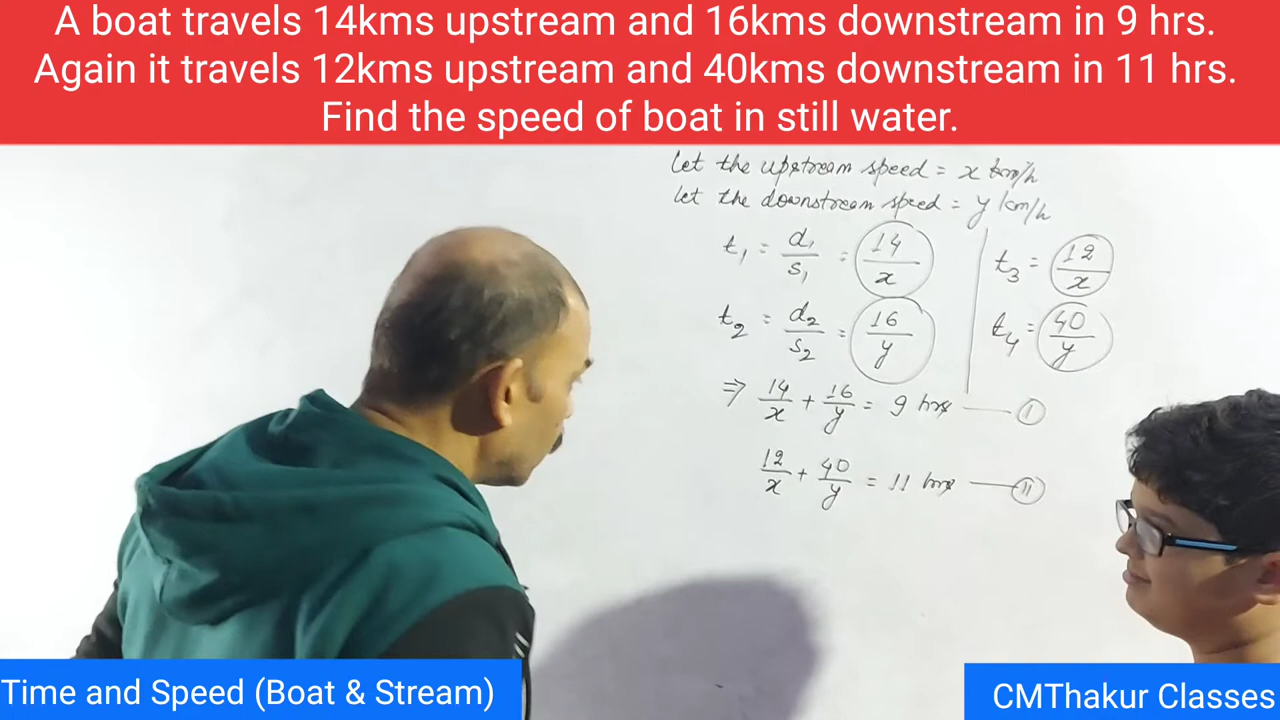 A boat travels 14kms upstream and 16kms downstream in 9 hrs.
Again it travels 12kms upstream and 40kms downstream in 11 hrs.
Find the speed of boat in still water.
let the upstream speed = x km/h
let the downstream speed = y km/h
t₁ = d₁/s₁ = 14/x
t₃ = 12/x
t₂ = d₂/s₂ = 16/y
t₄ = 40/y
⇒ 14/x + 16/y = 9 hrs — I
12/x + 40/y = 11 hrs — II
Time and Speed (Boat & Stream)
CMThakur Classes